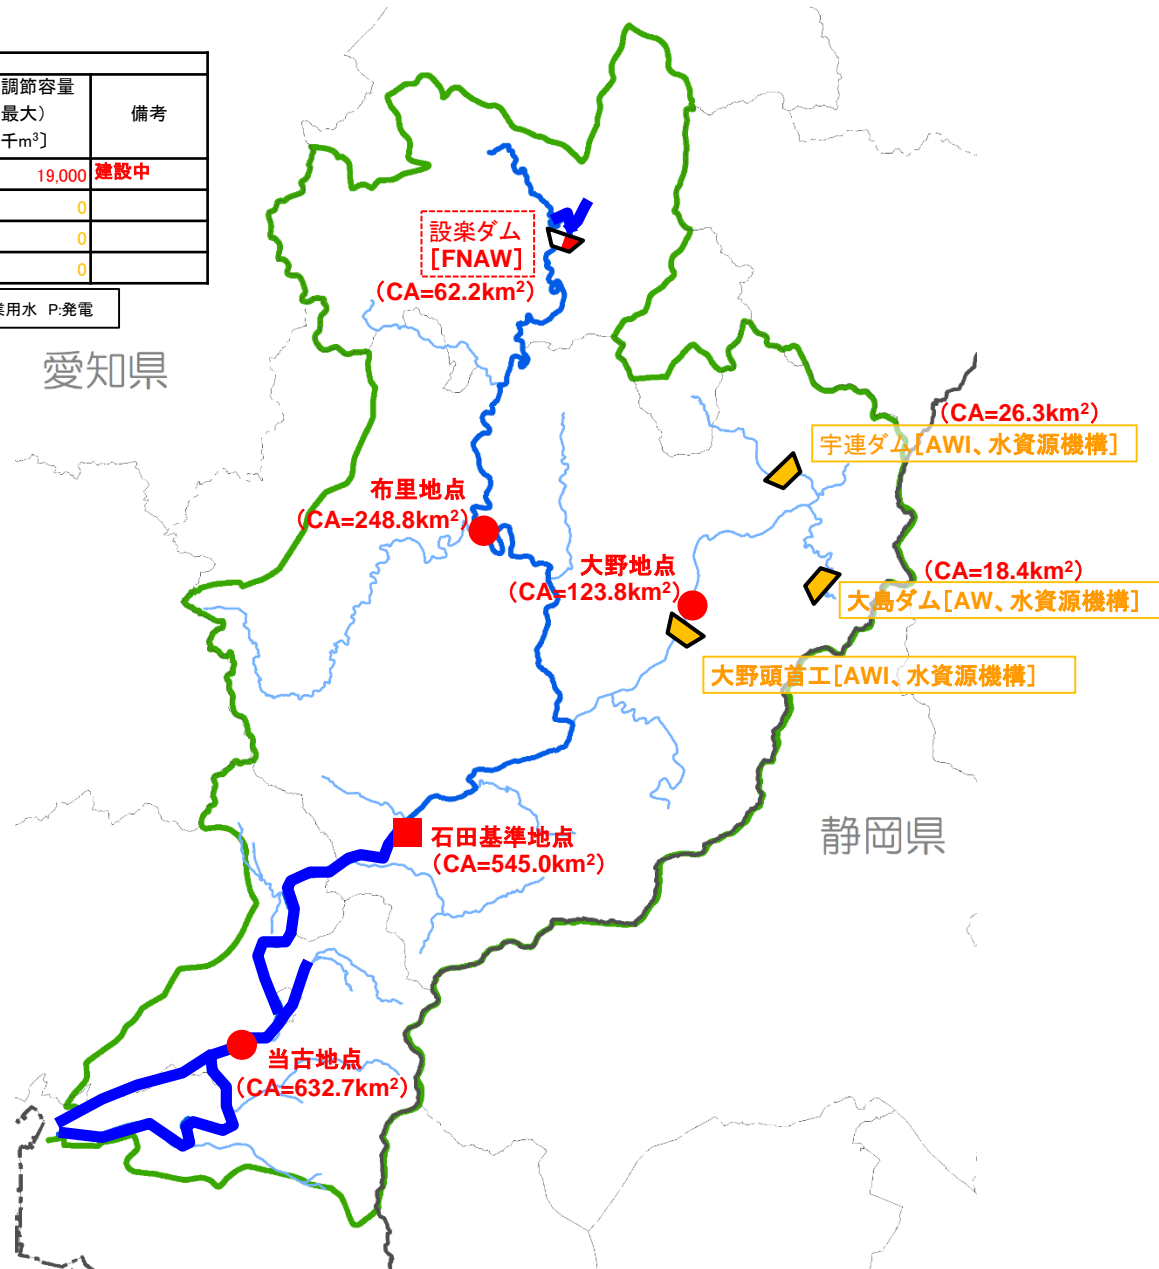 調節容量
最大）
千m³〕
備考
19,000 建設中
0
0
0
業用水 P:発電
愛知県
設楽ダム
[FNAW]
（CA=62.2km²）
（CA=26.3km²）
宇連ダム[AWI、水資源機構]
布里地点
（CA=248.8km²）
大野地点
（CA=123.8km²）
（CA=18.4km²）
大島ダム[AW、水資源機構]
大野頭首工[AWI、水資源機構]
石田基準地点
（CA=545.0km²）
静岡県
当古地点
（CA=632.7km²）